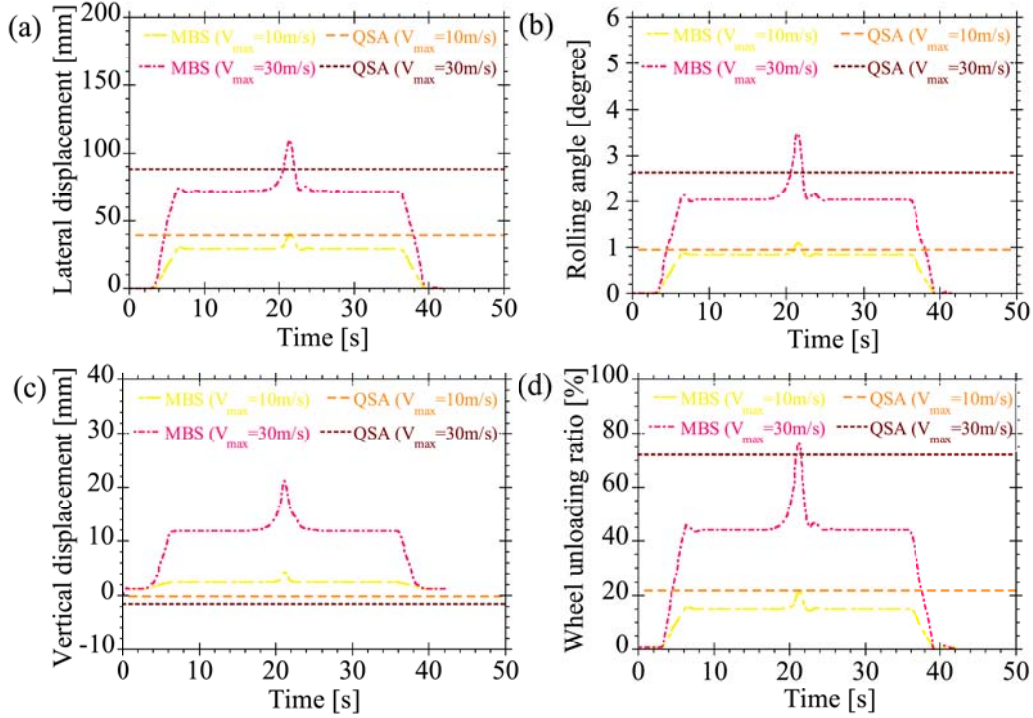 (a)
Lateral displacement [mm]
200
150
100
50
0
MBS (Vmax=10m/s)
QSA (Vmax=10m/s)
MBS (Vmax=30m/s)
QSA (Vmax=30m/s)
0 10 20 30 40 50
Time [s]
(b)
Rolling angle [degree]
6
5
4
3
2
1
0
MBS (Vmax=10m/s)
QSA (Vmax=10m/s)
MBS (Vmax=30m/s)
QSA (Vmax=30m/s)
0 10 20 30 40 50
Time [s]
(c)
Vertical displacement [mm]
40
30
20
10
0
-10
MBS (Vmax=10m/s)
QSA (Vmax=10m/s)
MBS (Vmax=30m/s)
QSA (Vmax=30m/s)
0 10 20 30 40 50
Time [s]
(d)
Wheel unloading ratio [%]
100
80
60
40
20
0
MBS (Vmax=10m/s)
QSA (Vmax=10m/s)
MBS (Vmax=30m/s)
QSA (Vmax=30m/s)
0 10 20 30 40 50
Time [s]